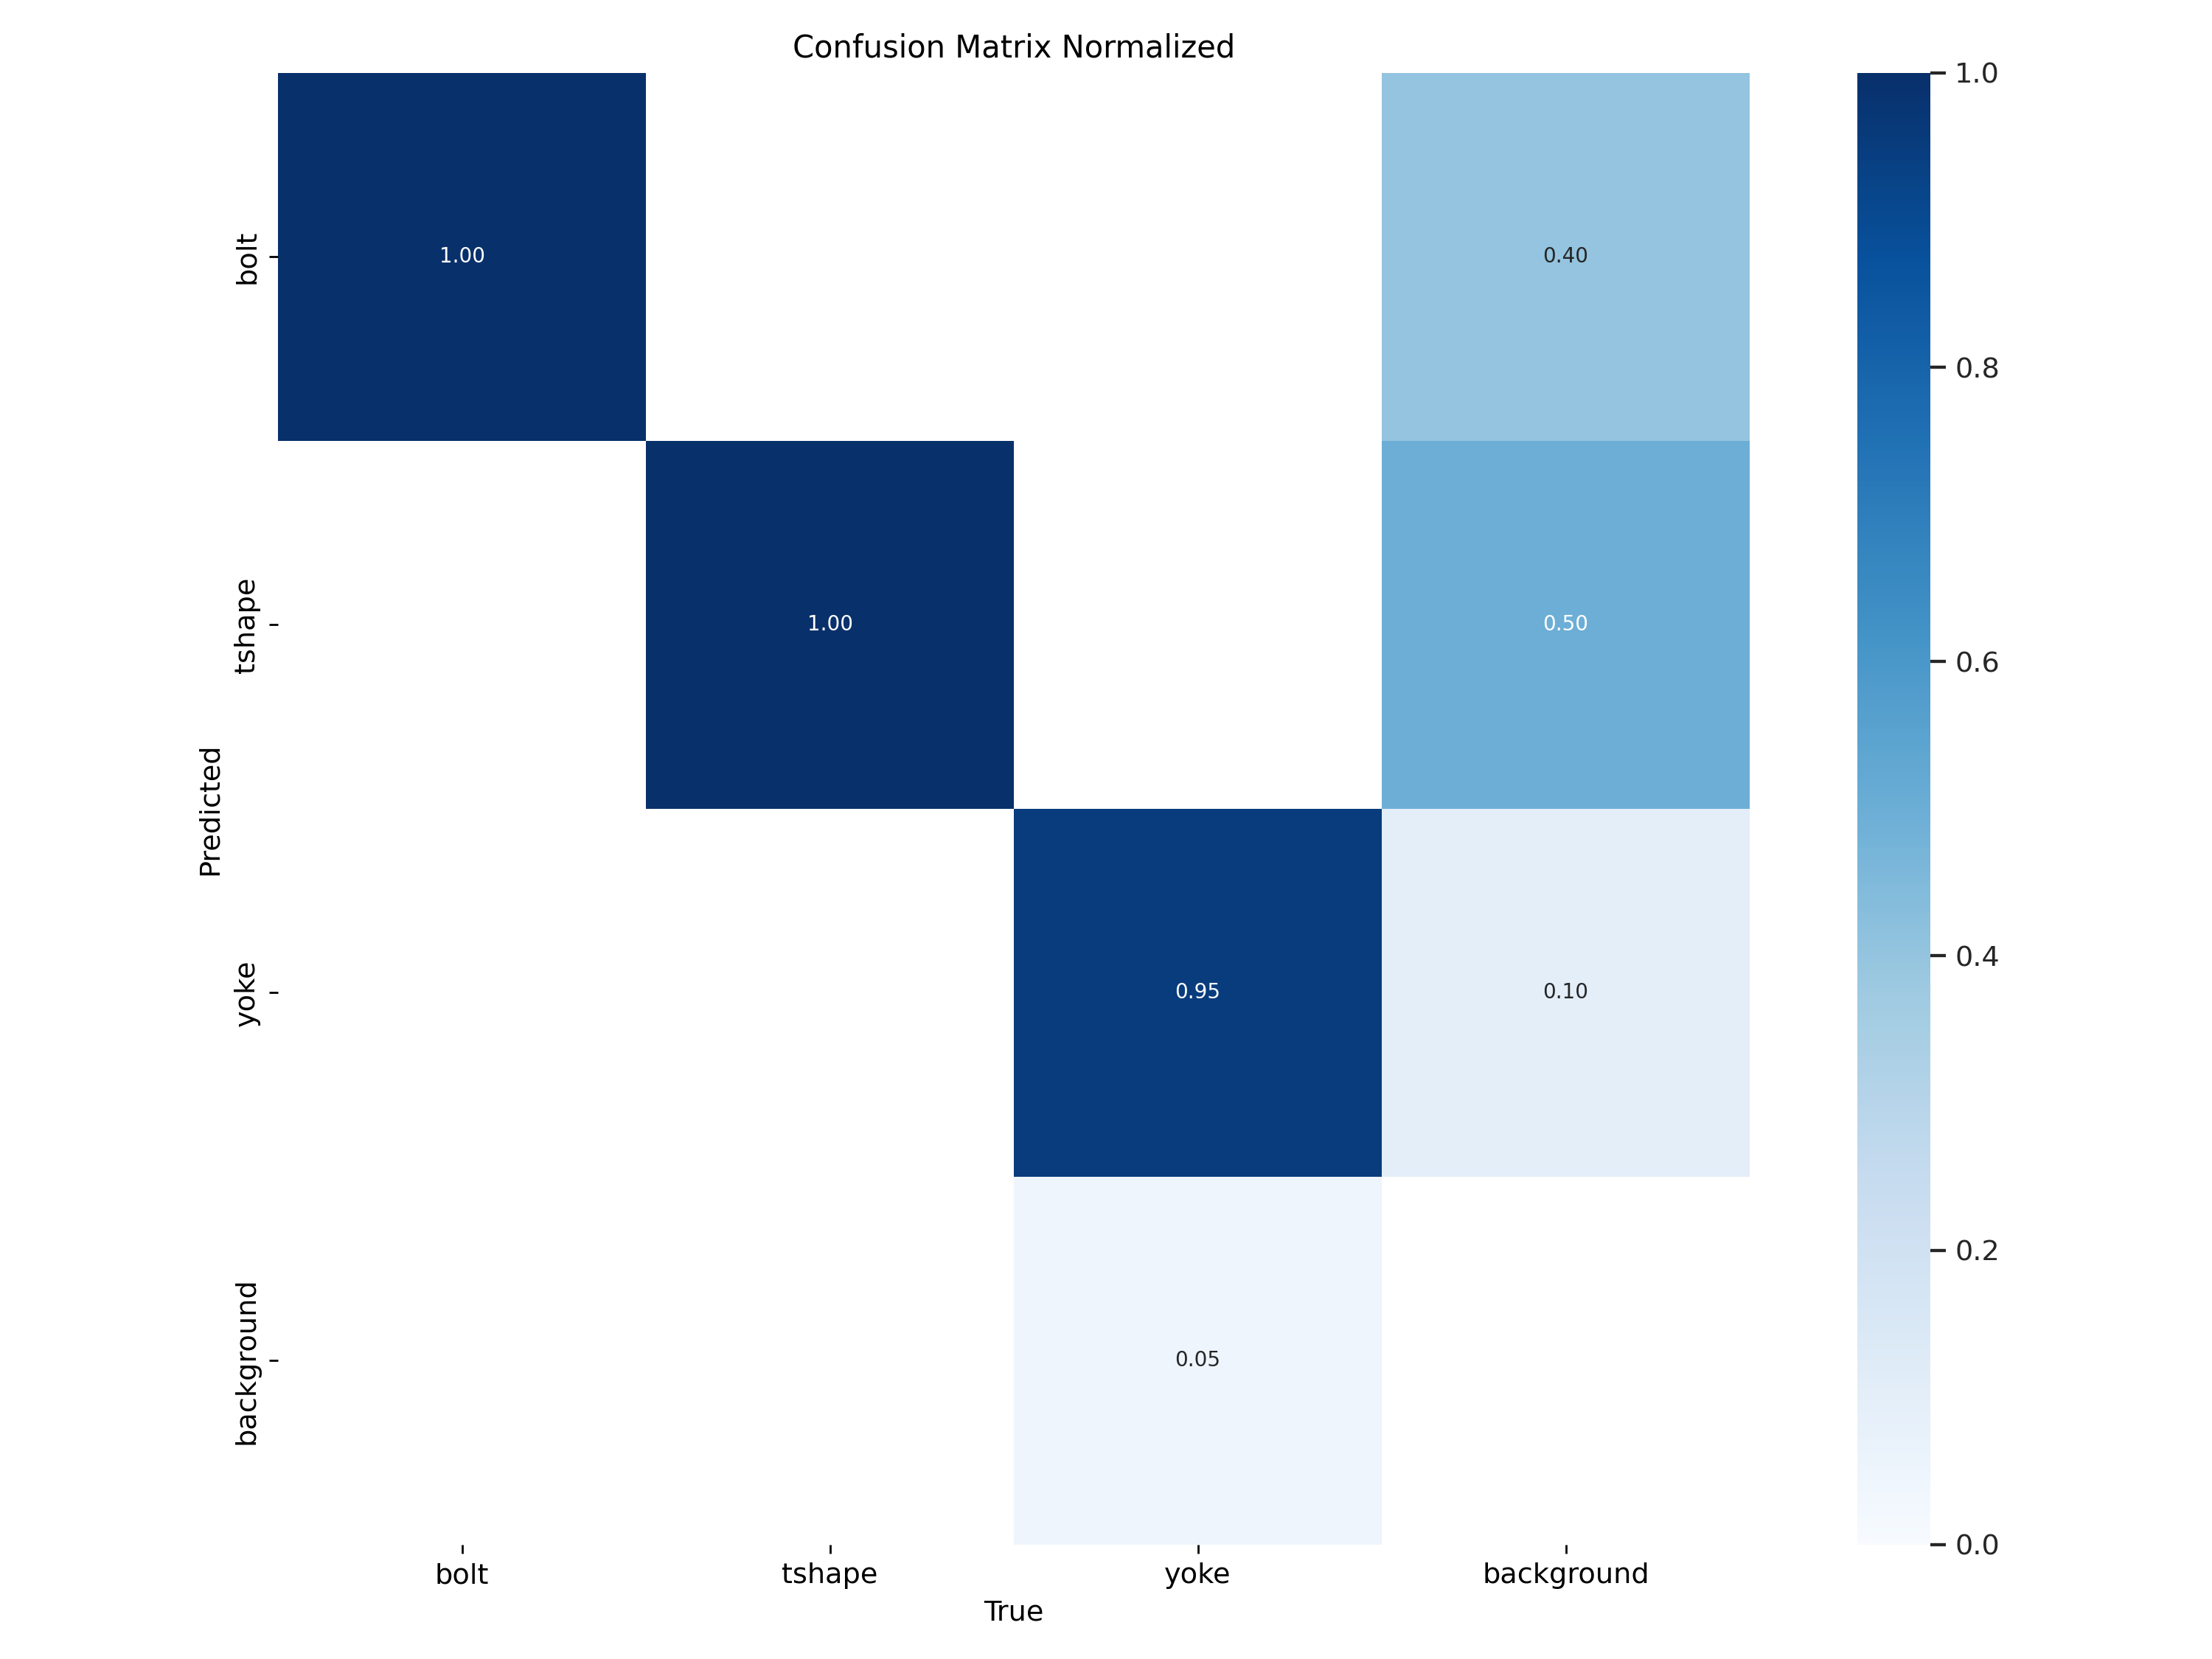 Confusion Matrix Normalized
1.0
bolt
1.00
0.40
0.8
tshape
1.00
0.50
0.6
Predicted
yoke
0.95
0.10
0.4
background
0.05
0.2
0.0
bolt tshape yoke background
True